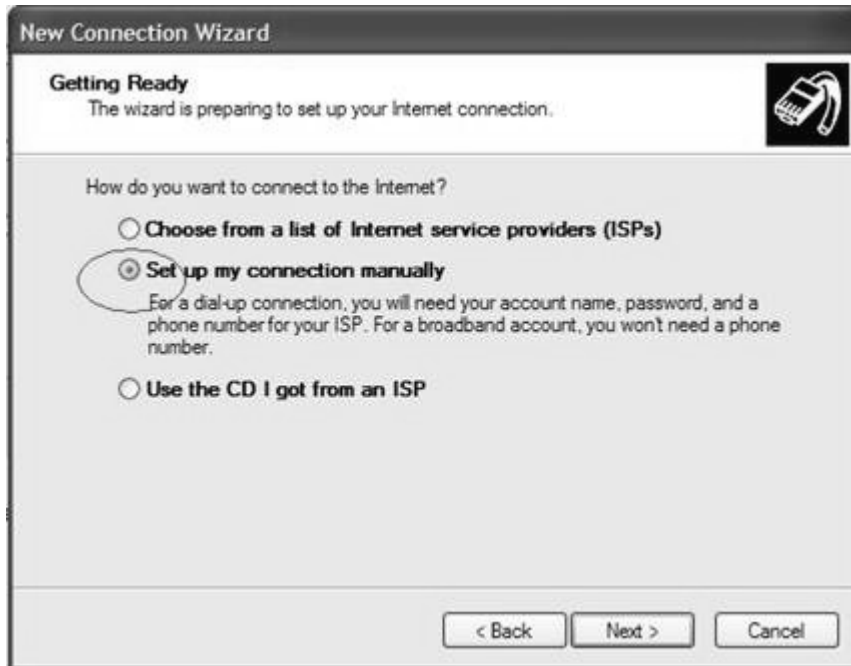 New Connection Wizard
Getting Ready
The wizard is preparing to set up your Internet connection.
How do you want to connect to the Internet?
Choose from a list of Internet service providers (ISPs)
Set up my connection manually
For a dial-up connection, you will need your account name, password, and a
phone number for your ISP. For a broadband account, you won't need a phone
number.
Use the CD I got from an ISP
< Back Next > Cancel